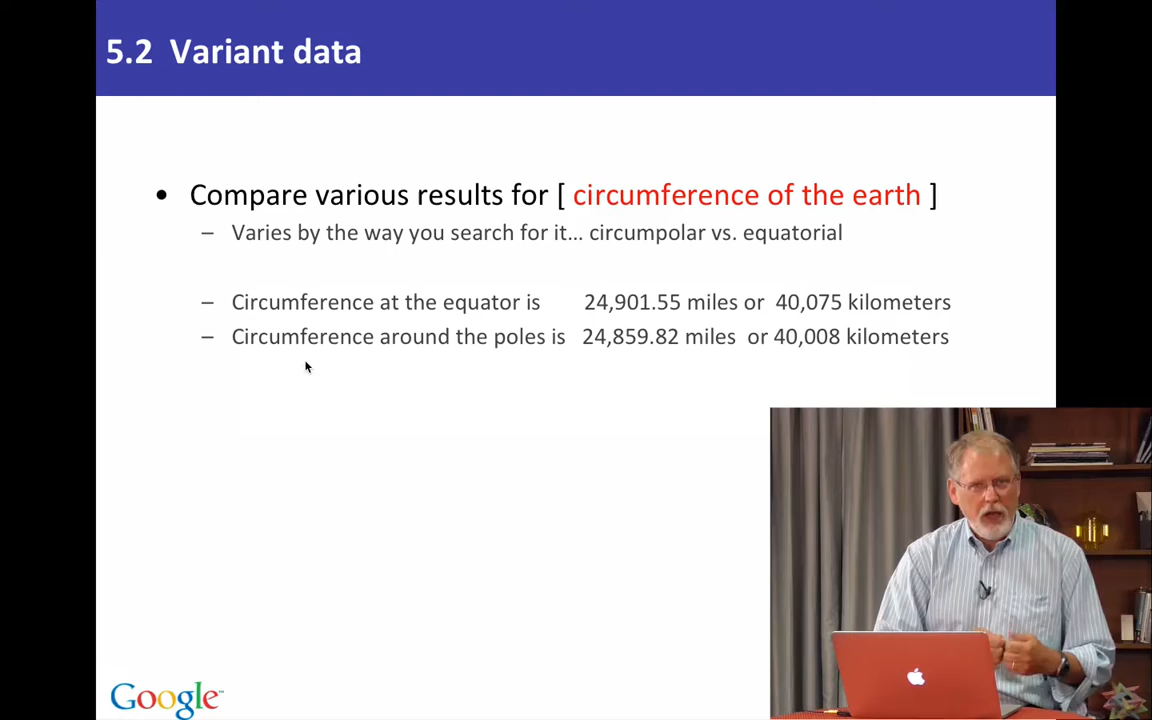 5.2 Variant data
• Compare various results for [ circumference of the earth ]
– Varies by the way you search for it... circumpolar vs. equatorial
– Circumference at the equator is 24,901.55 miles or 40,075 kilometers
– Circumference around the poles is 24,859.82 miles or 40,008 kilometers
Google™